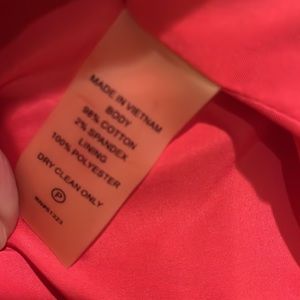 MADE IN VIETNAM
BODY
98% COTTON
2% SPANDEX
LINING
100% POLYESTER
DRY CLEAN ONLY
P